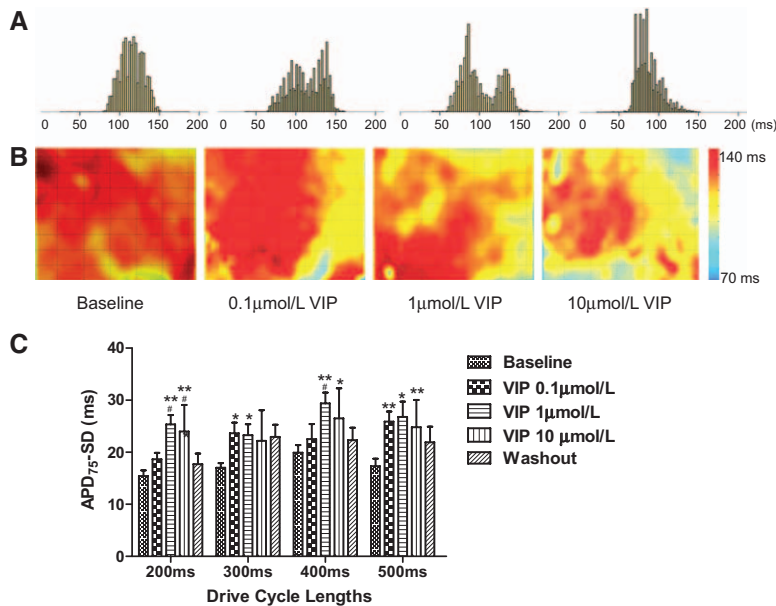 A
0 50 100 150 200 0 50 100 150 200 0 50 100 150 200 0 50 100 150 200 (ms)
B
140 ms
70 ms
Baseline 0.1μmol/L VIP 1μmol/L VIP 10μmol/L VIP
C
APD75-SD (ms)
40
30
20
10
0
** # ** # * * * ** # * ** * **
200ms 300ms 400ms 500ms
Drive Cycle Lengths
Baseline
VIP 0.1μmol/L
VIP 1μmol/L
VIP 10 μmol/L
Washout